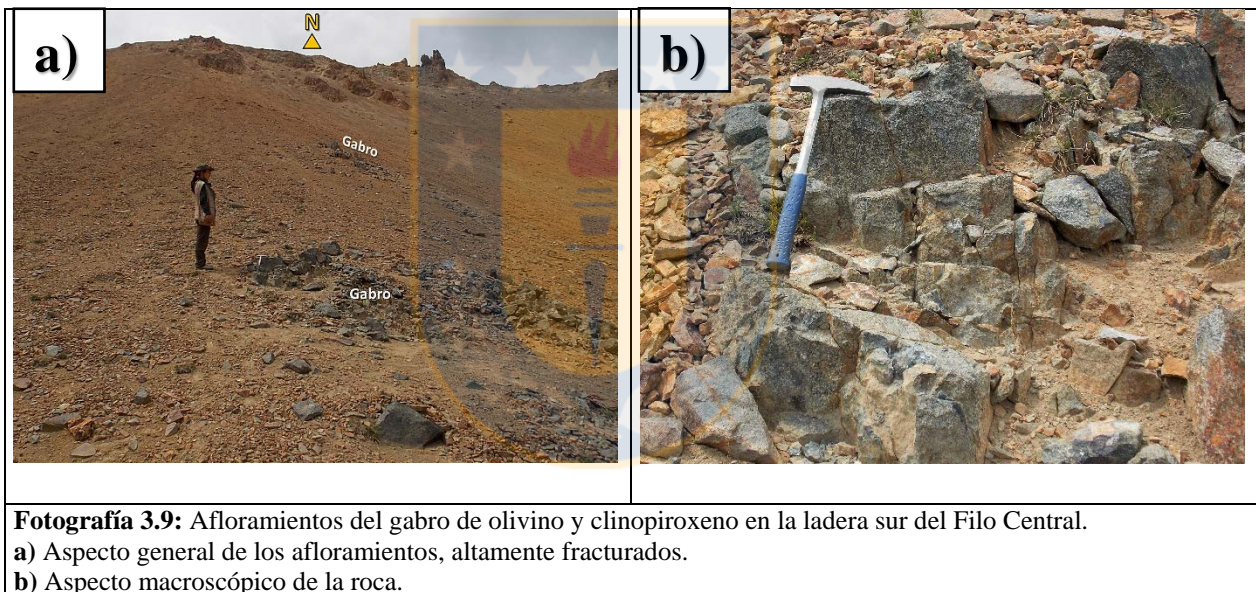 a)
N
Gabro
Gabro
b)
Fotografía 3.9: Afloramientos del gabro de olivino y clinopiroxeno en la ladera sur del Filo Central.
a) Aspecto general de los afloramientos, altamente fracturados.
b) Aspecto macroscópico de la roca.